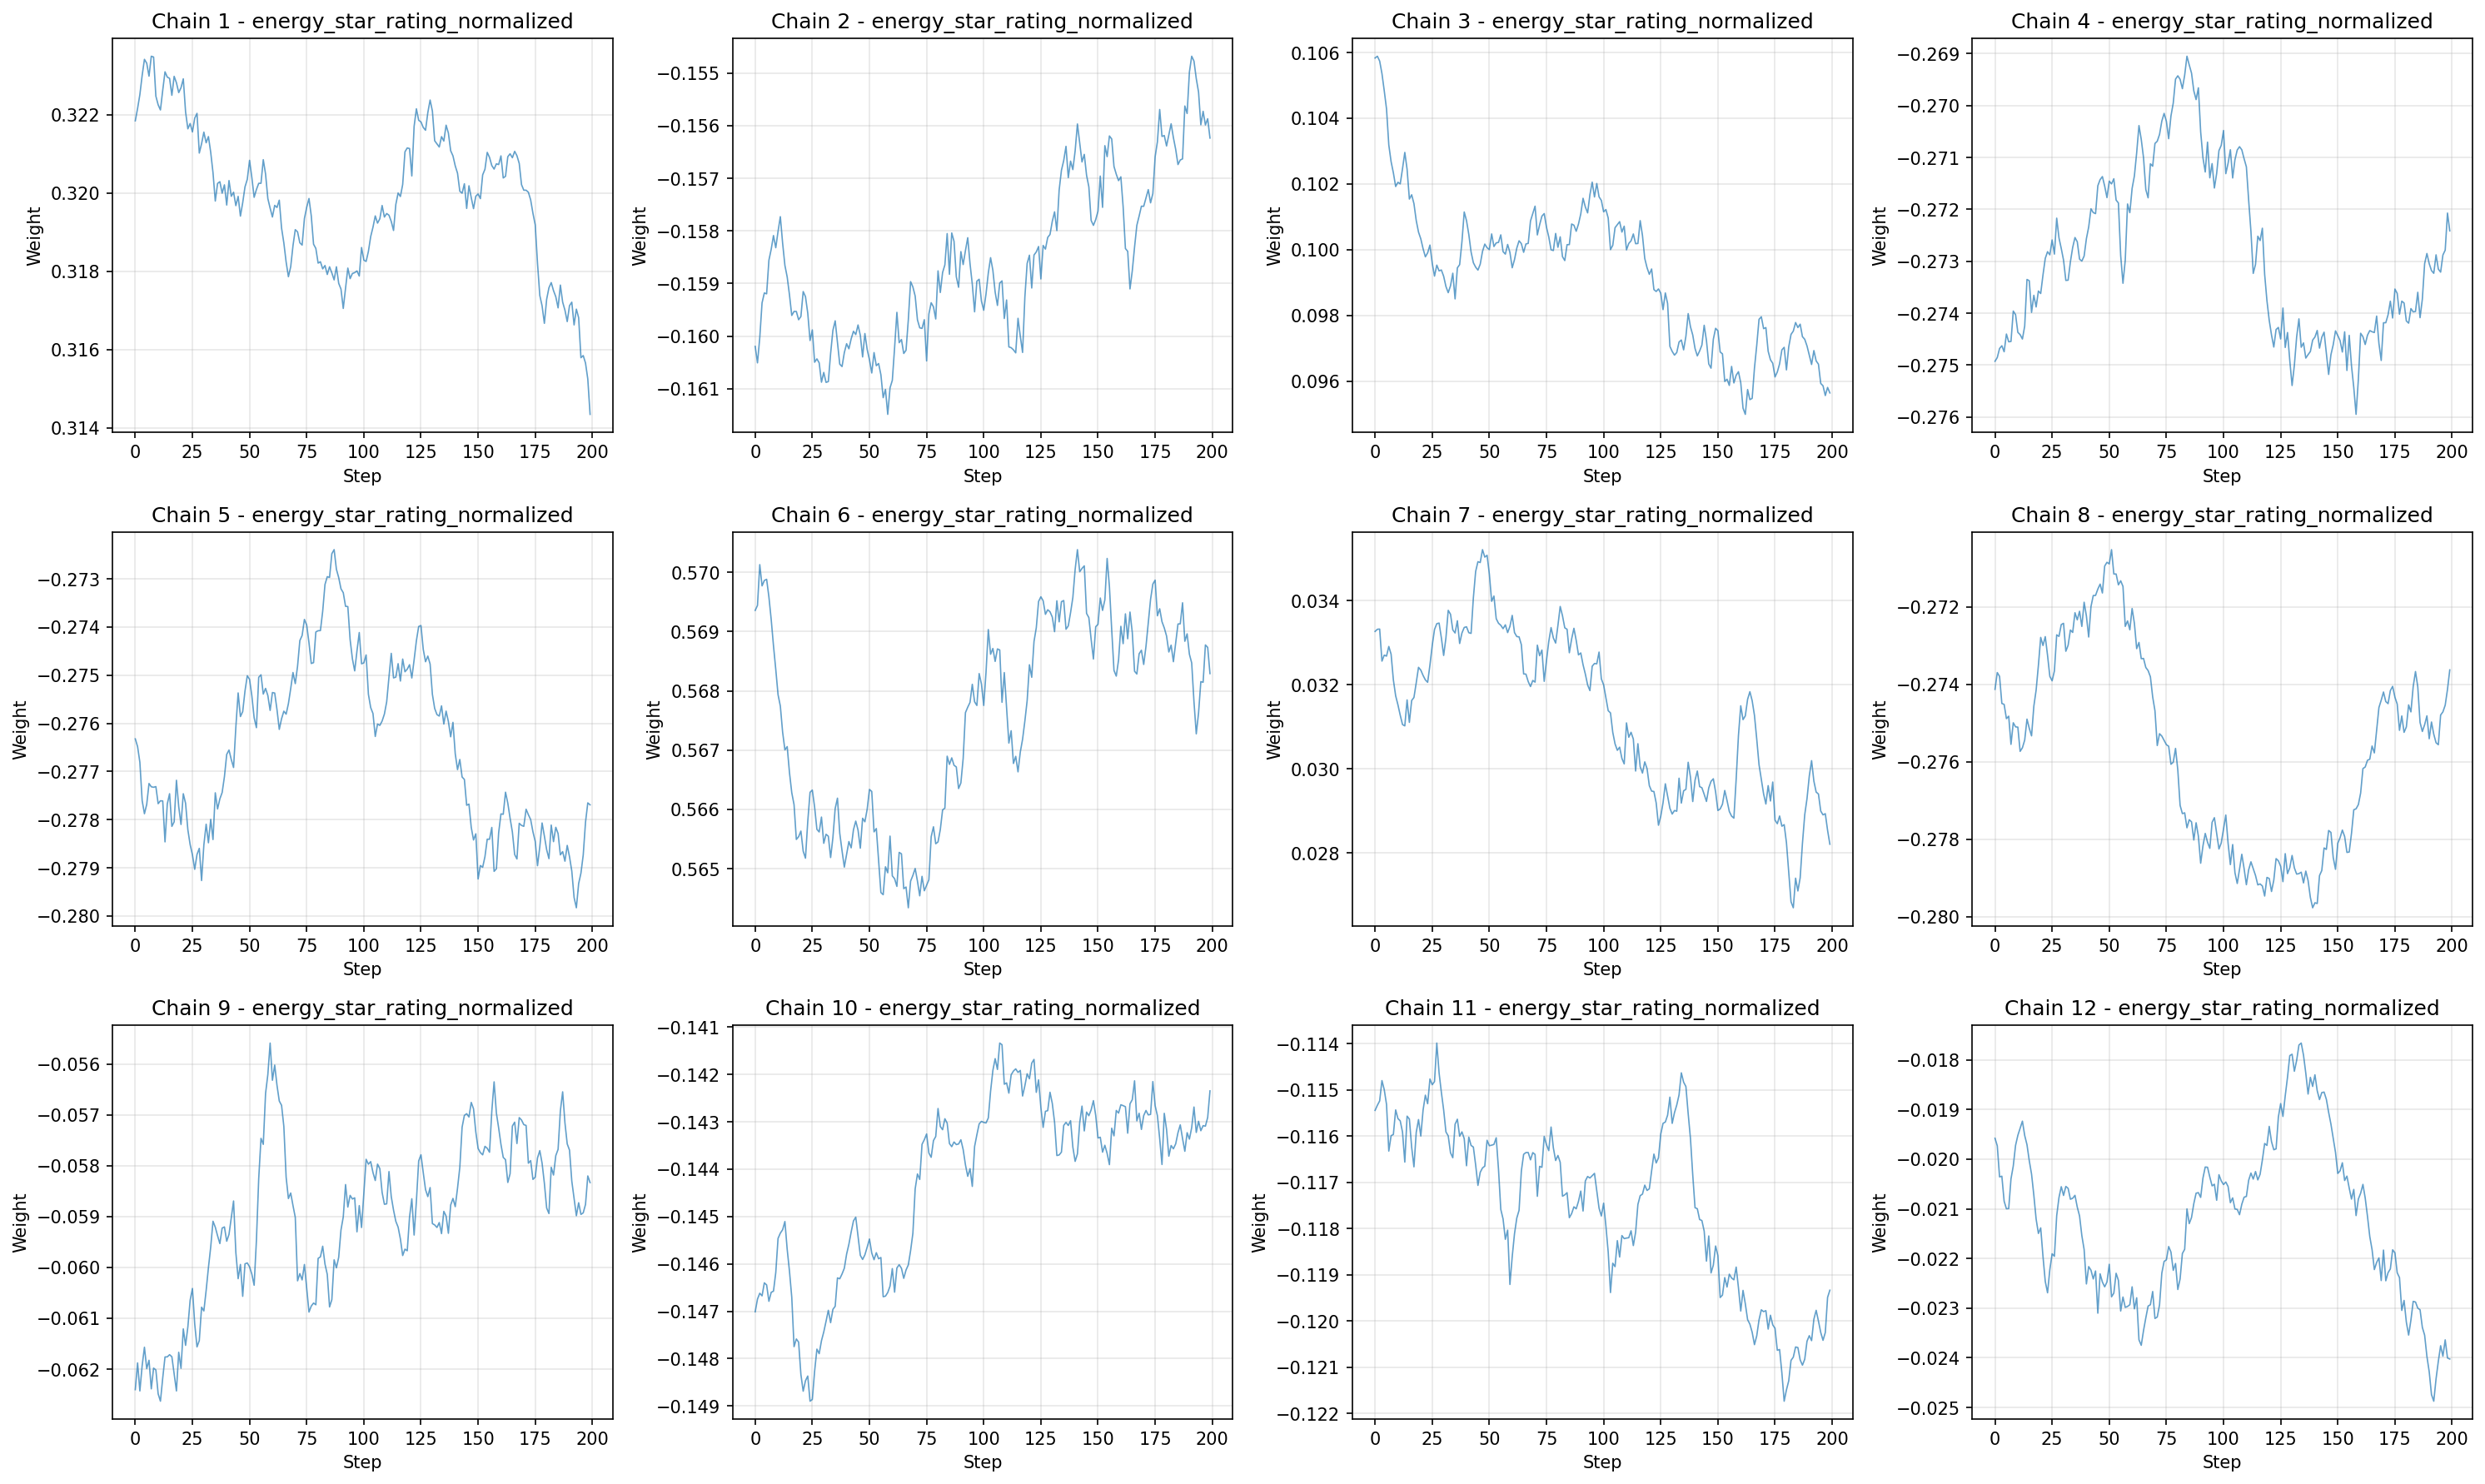 Chain 1 - energy_star_rating_normalized
Weight
0.322
0.320
0.318
0.316
0.314
0 25 50 75 100 125 150 175 200
Step
Chain 2 - energy_star_rating_normalized
Weight
−0.155
−0.156
−0.157
−0.158
−0.159
−0.160
−0.161
0 25 50 75 100 125 150 175 200
Step
Chain 3 - energy_star_rating_normalized
Weight
0.106
0.104
0.102
0.100
0.098
0.096
0 25 50 75 100 125 150 175 200
Step
Chain 4 - energy_star_rating_normalized
Weight
−0.269
−0.270
−0.271
−0.272
−0.273
−0.274
−0.275
−0.276
0 25 50 75 100 125 150 175 200
Step
Chain 5 - energy_star_rating_normalized
Weight
−0.273
−0.274
−0.275
−0.276
−0.277
−0.278
−0.279
−0.280
0 25 50 75 100 125 150 175 200
Step
Chain 6 - energy_star_rating_normalized
Weight
0.570
0.569
0.568
0.567
0.566
0.565
0 25 50 75 100 125 150 175 200
Step
Chain 7 - energy_star_rating_normalized
Weight
0.034
0.032
0.030
0.028
0 25 50 75 100 125 150 175 200
Step
Chain 8 - energy_star_rating_normalized
Weight
−0.272
−0.274
−0.276
−0.278
−0.280
0 25 50 75 100 125 150 175 200
Step
Chain 9 - energy_star_rating_normalized
Weight
−0.056
−0.057
−0.058
−0.059
−0.060
−0.061
−0.062
0 25 50 75 100 125 150 175 200
Step
Chain 10 - energy_star_rating_normalized
Weight
−0.141
−0.142
−0.143
−0.144
−0.145
−0.146
−0.147
−0.148
−0.149
0 25 50 75 100 125 150 175 200
Step
Chain 11 - energy_star_rating_normalized
Weight
−0.114
−0.115
−0.116
−0.117
−0.118
−0.119
−0.120
−0.121
−0.122
0 25 50 75 100 125 150 175 200
Step
Chain 12 - energy_star_rating_normalized
Weight
−0.018
−0.019
−0.020
−0.021
−0.022
−0.023
−0.024
−0.025
0 25 50 75 100 125 150 175 200
Step